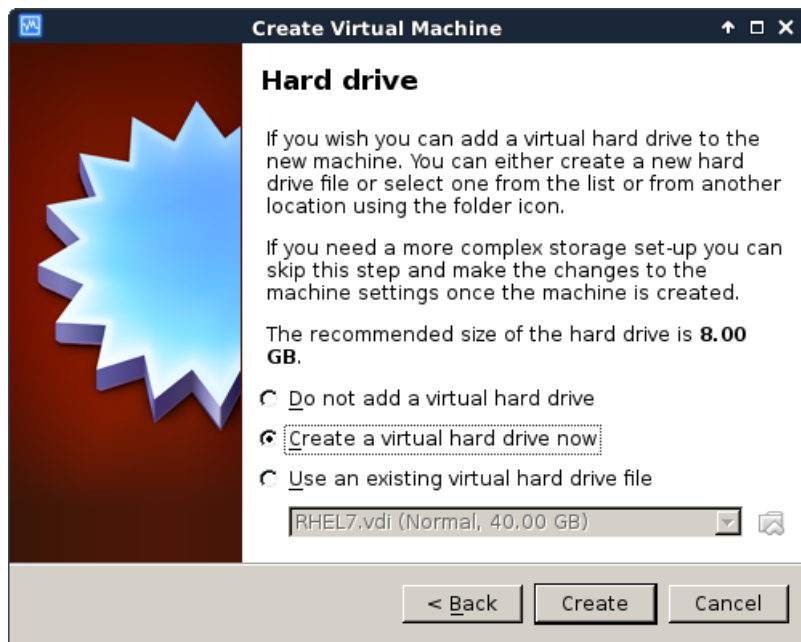 Create Virtual Machine
Hard drive
If you wish you can add a virtual hard drive to the
new machine. You can either create a new hard
drive file or select one from the list or from another
location using the folder icon.
If you need a more complex storage set-up you can
skip this step and make the changes to the
machine settings once the machine is created.
The recommended size of the hard drive is 8.00
GB.
Do not add a virtual hard drive
Create a virtual hard drive now
Use an existing virtual hard drive file
RHEL7.vdi (Normal, 40.00 GB)
< Back Create Cancel